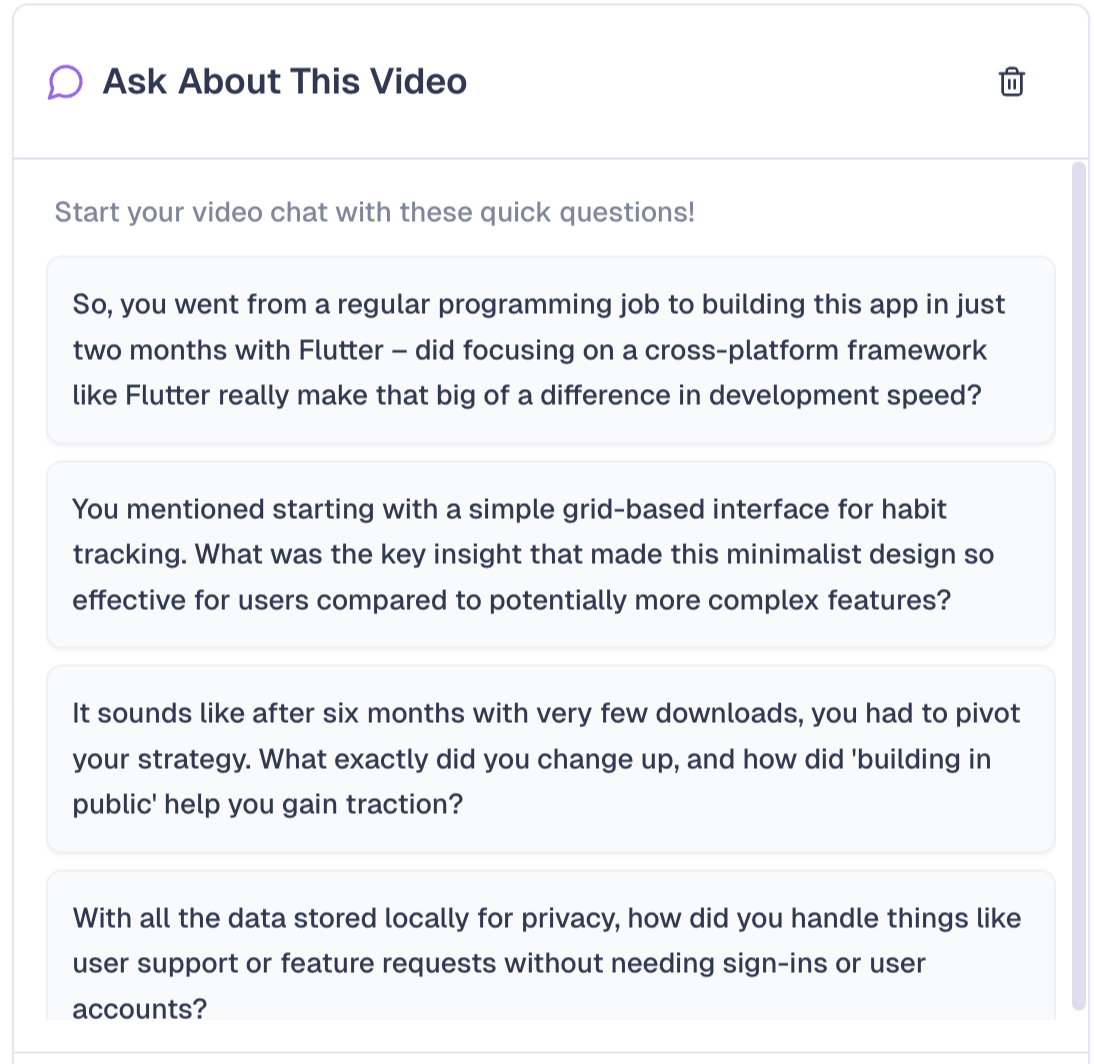 Ask About This Video
Start your video chat with these quick questions!
So, you went from a regular programming job to building this app in just
two months with Flutter – did focusing on a cross-platform framework
like Flutter really make that big of a difference in development speed?
You mentioned starting with a simple grid-based interface for habit
tracking. What was the key insight that made this minimalist design so
effective for users compared to potentially more complex features?
It sounds like after six months with very few downloads, you had to pivot
your strategy. What exactly did you change up, and how did 'building in
public' help you gain traction?
With all the data stored locally for privacy, how did you handle things like
user support or feature requests without needing sign-ins or user
accounts?